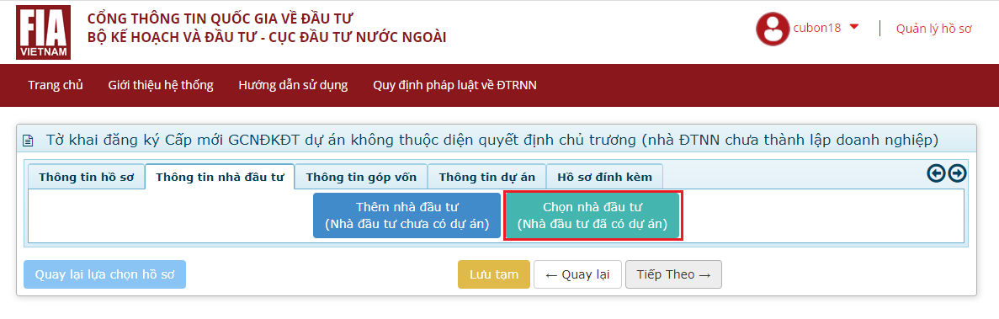 FIA
VIETNAM
CỔNG THÔNG TIN QUỐC GIA VỀ ĐẦU TƯ
BỘ KẾ HOẠCH VÀ ĐẦU TƯ - CỤC ĐẦU TƯ NƯỚC NGOÀI
cubon18
Quản lý hồ sơ
Trang chủ Giới thiệu hệ thống Hướng dẫn sử dụng Quy định pháp luật về ĐTRNN
Tờ khai đăng ký Cấp mới GCNĐKĐT dự án không thuộc diện quyết định chủ trương (nhà ĐTNN chưa thành lập doanh nghiệp)
Thông tin hồ sơ Thông tin nhà đầu tư Thông tin góp vốn Thông tin dự án Hồ sơ đính kèm
Thêm nhà đầu tư
(Nhà đầu tư chưa có dự án)
Chọn nhà đầu tư
(Nhà đầu tư đã có dự án)
Quay lại lựa chọn hồ sơ
Lưu tạm
← Quay lại
Tiếp Theo →